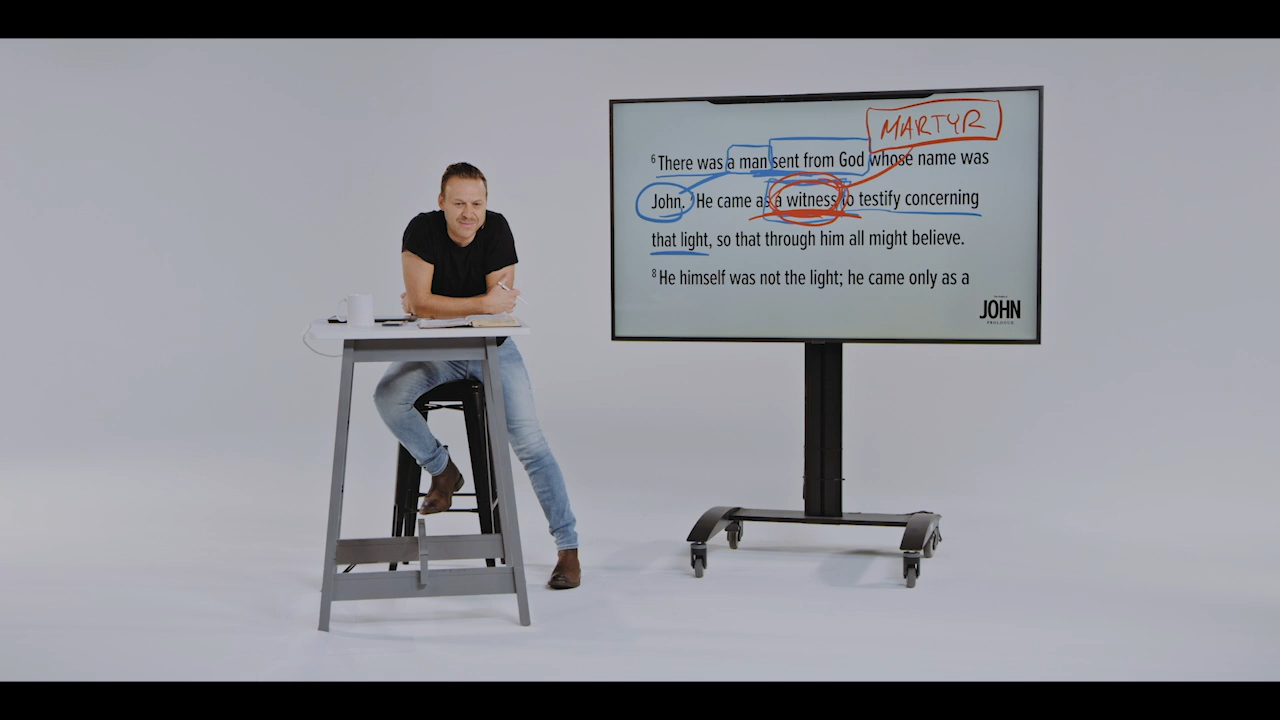 MARTYR
6 There was a man sent from God whose name was
John. 7 He came as a witness to testify concerning
that light, so that through him all might believe.
8 He himself was not the light; he came only as a
JOHN
PROLOGUE